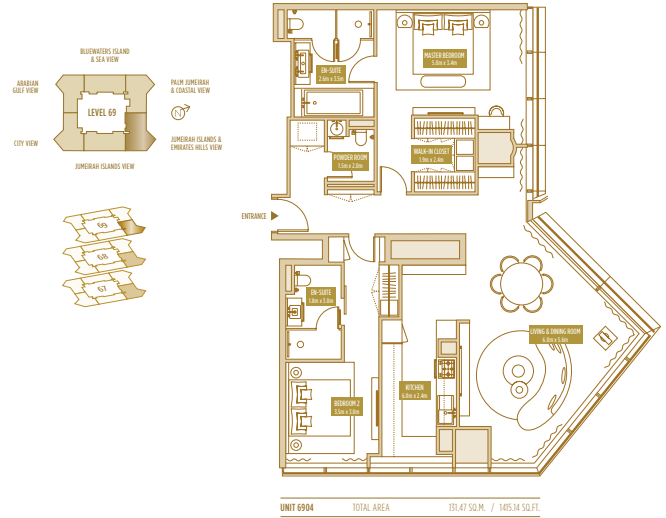 BLUEWATERS ISLAND
& SEA VIEW
ARABIAN
GULF VIEW
PALM JUMEIRAH
& COASTAL VIEW
LEVEL 69
N
CITY VIEW
JUMEIRAH ISLANDS &
EMIRATES HILLS VIEW
JUMEIRAH ISLANDS VIEW
69
68
67
ENTRANCE
EN-SUITE
2.6m x 3.5m
MASTER BEDROOM
5.0m x 3.4m
POWDER ROOM
1.5m x 2.0m
WALK-IN CLOSET
1.9m x 2.4m
EN-SUITE
1.8m x 3.0m
LIVING & DINING ROOM
6.0m x 5.6m
KITCHEN
6.0m x 2.4m
BEDROOM 2
3.5m x 3.0m
UNIT 6904 TOTAL AREA 131.47 SQ.M. / 1415.14 SQ.FT.